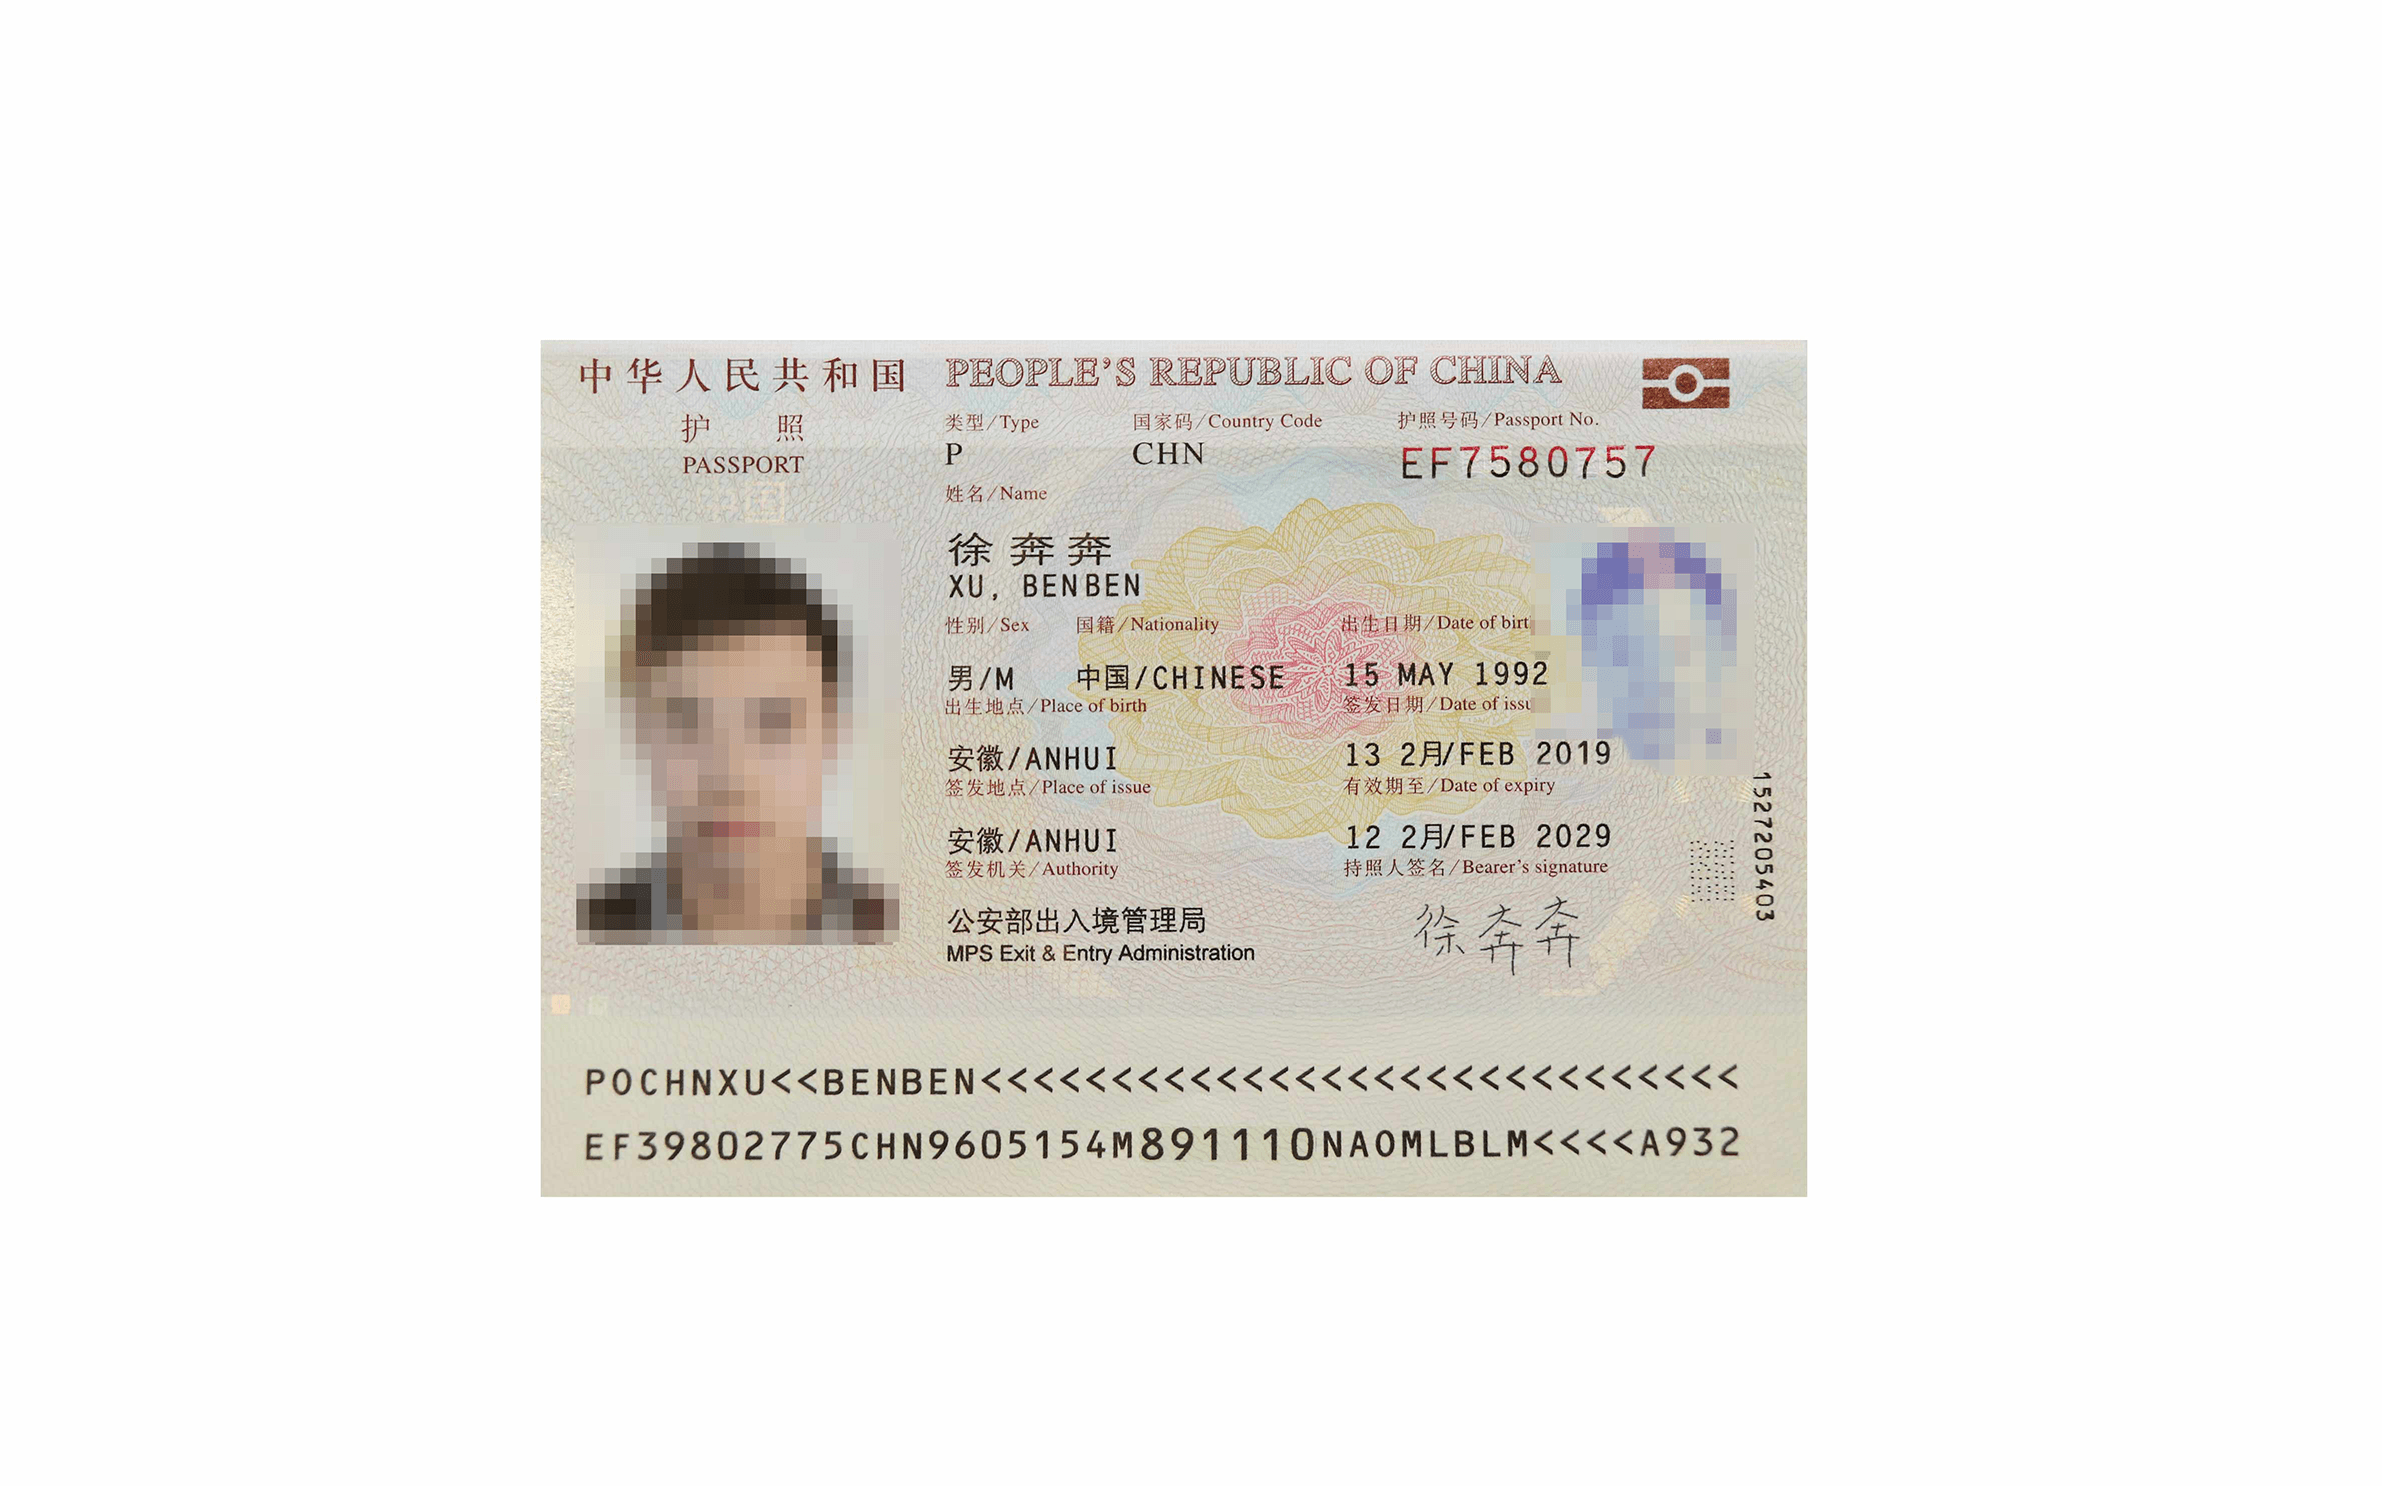 中华人民共和国 PEOPLE'S REPUBLIC OF CHINA
护 照 类型/Type 国家码/Country Code 护照号码/Passport No.
PASSPORT P CHN EF7580757
姓名/Name
徐奔奔
XU, BENBEN
性别/Sex 国籍/Nationality 出生日期/Date of birt
男/M 中国/CHINESE 15 MAY 1992
出生地点/Place of birth 签发日期/Date of issu
安徽/ANHUI 13 2月/FEB 2019
签发地点/Place of issue 有效期至/Date of expiry
安徽/ANHUI 12 2月/FEB 2029
签发机关/Authority 持照人签名/Bearer's signature
公安部出入境管理局 徐奔奔
MPS Exit & Entry Administration
1527205403
POCHNXU<<BENBEN<<<<<<<<<<<<<<<<<<<<<<<<<<<<<
EF39802775CHN9605154M891110NAOMLBLM<<<<A932